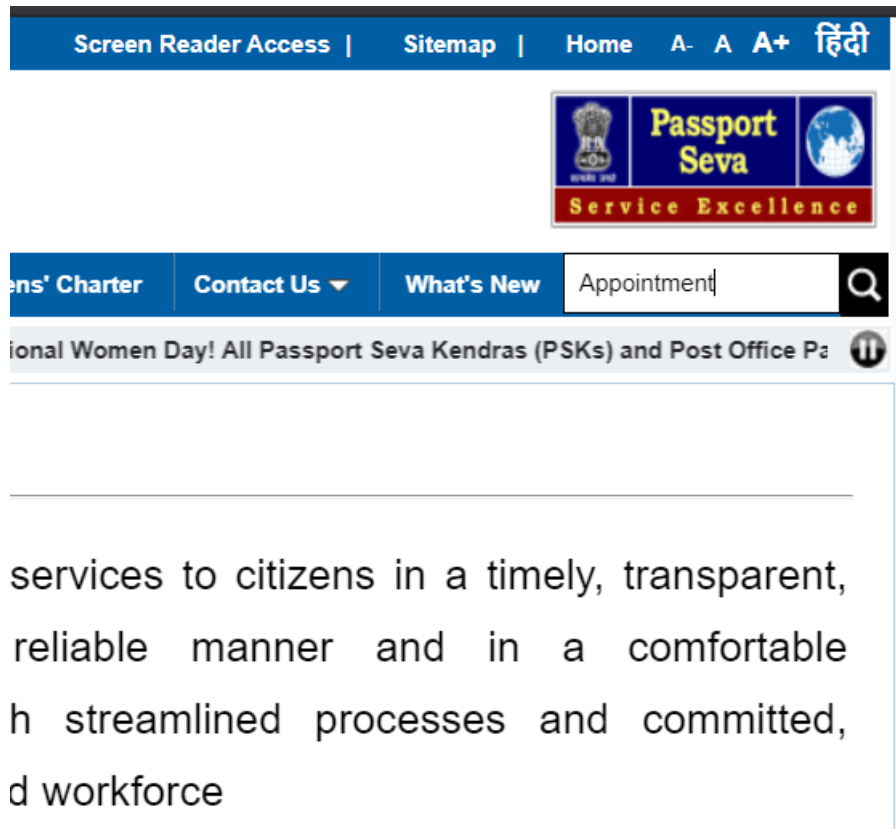 Screen Reader Access | Sitemap | Home A- A A+ हिंदी
Passport
Seva
Service Excellence
ens' Charter Contact Us What's New Appointment
ional Women Day! All Passport Seva Kendras (PSKs) and Post Office Pa
services to citizens in a timely, transparent,
reliable manner and in a comfortable
h streamlined processes and committed,
d workforce